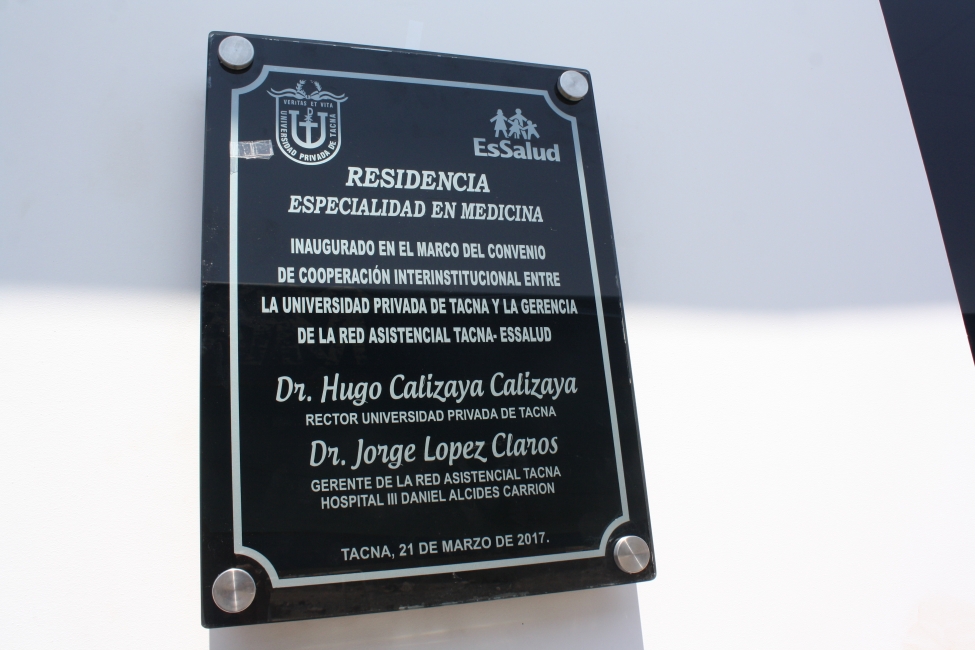 VERITAS ET VITA
UNIVERSIDAD PRIVADA DE TACNA
EsSalud
RESIDENCIA
ESPECIALIDAD EN MEDICINA
INAUGURADO EN EL MARCO DEL CONVENIO
DE COOPERACIÓN INTERINSTITUCIONAL ENTRE
LA UNIVERSIDAD PRIVADA DE TACNA Y LA GERENCIA
DE LA RED ASISTENCIAL TACNA- ESSALUD
Dr. Hugo Calizaya Calizaya
RECTOR UNIVERSIDAD PRIVADA DE TACNA
Dr. Jorge Lopez Claros
GERENTE DE LA RED ASISTENCIAL TACNA
HOSPITAL III DANIEL ALCIDES CARRION
TACNA, 21 DE MARZO DE 2017.